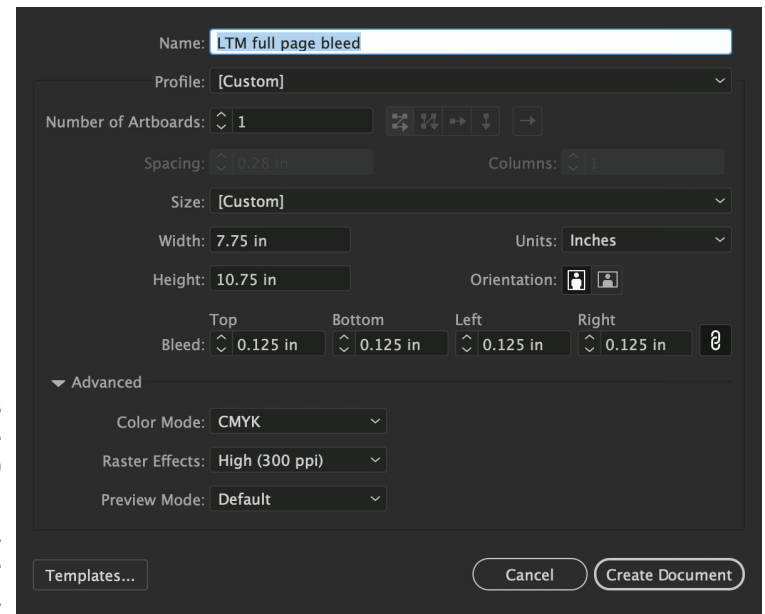 Name: LTM full page bleed
Profile: [Custom]
Number of Artboards: 1
Spacing: 0.28 in Columns: 1
Size: [Custom]
Width: 7.75 in Units: Inches
Height: 10.75 in Orientation:
Top Bottom Left Right
Bleed: 0.125 in 0.125 in 0.125 in 0.125 in
Advanced
Color Mode: CMYK
Raster Effects: High (300 ppi)
Preview Mode: Default
Templates... Cancel Create Document